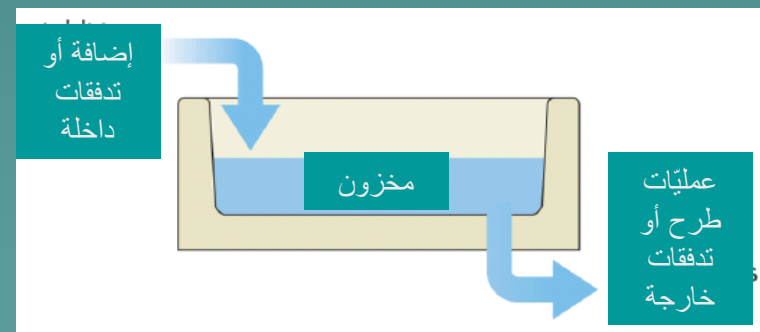 إضافة أو
تدفقات
داخلة
مخزون
عمليّات
طرح أو
تدفقات
خارجة